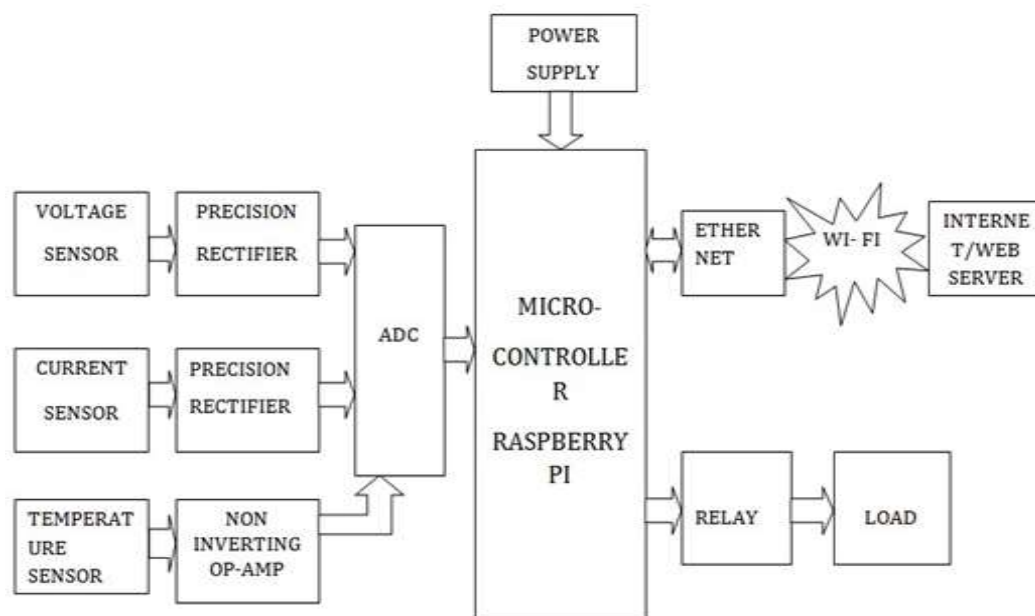 POWER
SUPPLY
VOLTAGE
SENSOR
PRECISION
RECTIFIER
ADC
MICRO-
CONTROLLE
R
RASPBERRY
PI
ETHER
NET
WI- FI
INTERNE
T/WEB
SERVER
CURRENT
SENSOR
PRECISION
RECTIFIER
TEMPERAT
URE
SENSOR
NON
INVERTING
OP-AMP
RELAY
LOAD